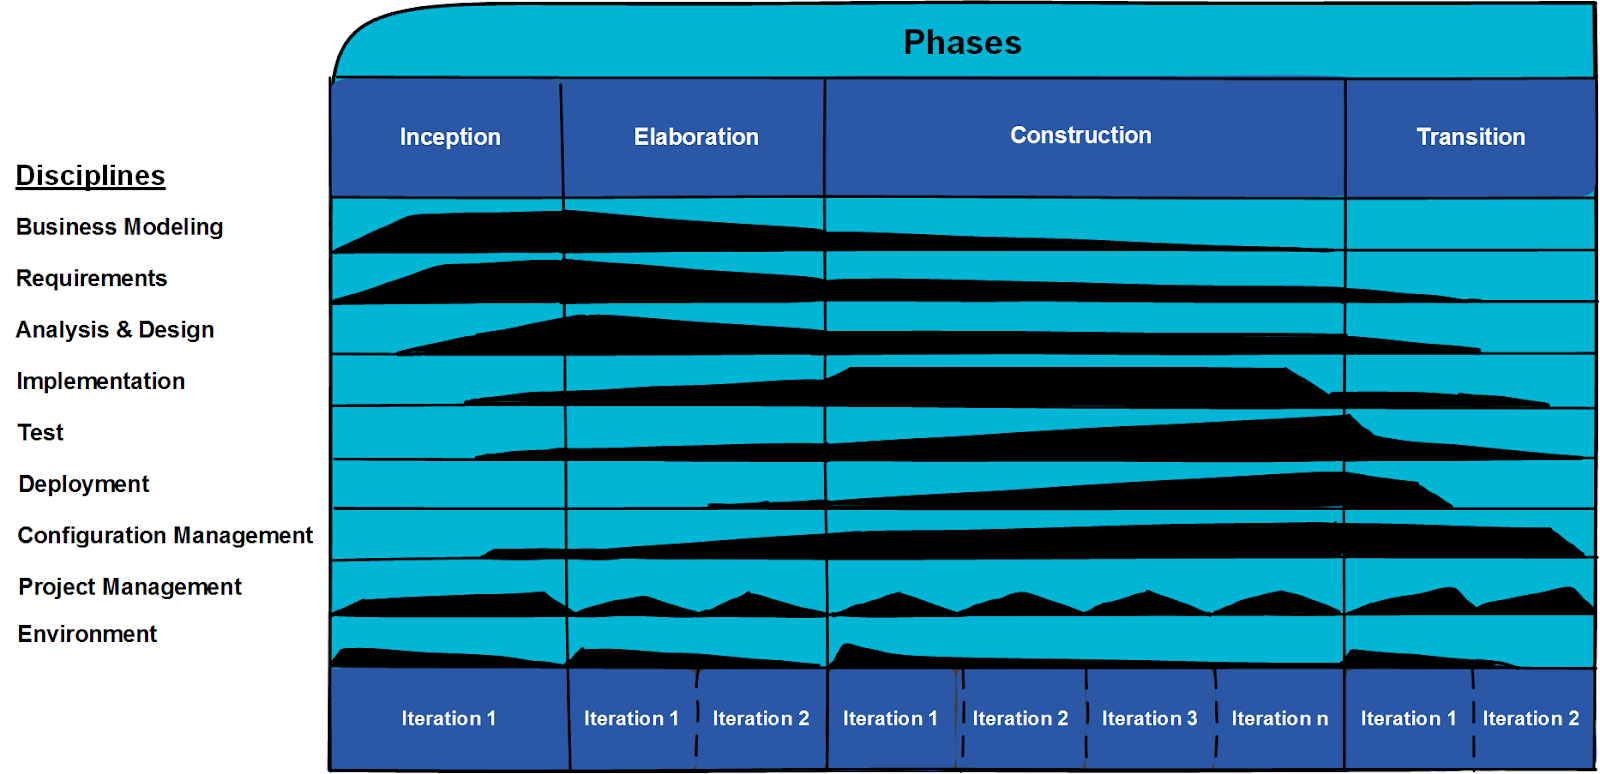 Phases
Inception
Elaboration
Construction
Transition
Disciplines
Business Modeling
Requirements
Analysis & Design
Implementation
Test
Deployment
Configuration Management
Project Management
Environment
Iteration 1
Iteration 1
Iteration 2
Iteration 1
Iteration 2
Iteration 3
Iteration n
Iteration 1
Iteration 2